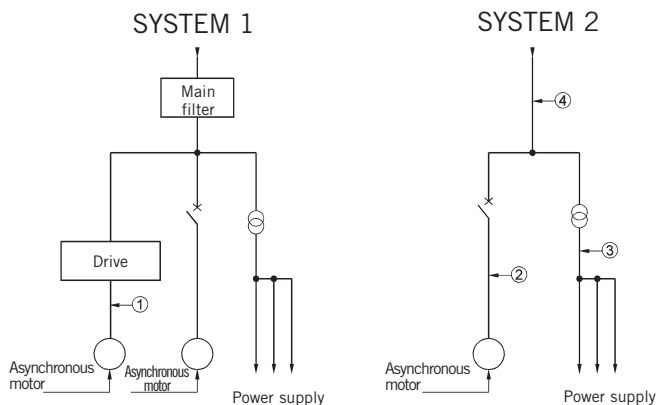 SYSTEM 1
SYSTEM 2
Main
filter
4
Drive
3
2
1
Asynchronous
motor
Asynchronous
motor
Power supply
Asynchronous
motor
Power supply